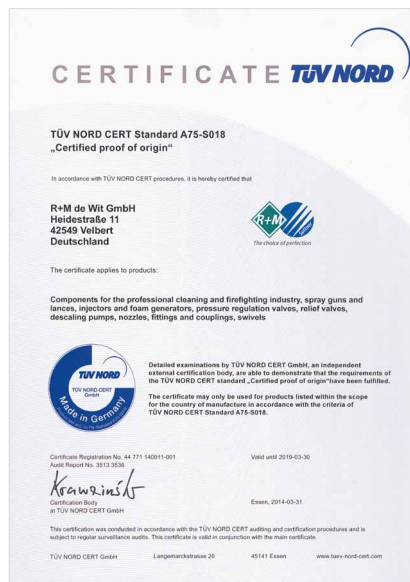 CERTIFICATE TÜV NORD
TÜV NORD CERT Standard A75-S018
„Certified proof of origin“
In accordance with TÜV NORD CERT procedures, it is hereby certified that
R+M de Wit GmbH
Heidestraße 11
42549 Velbert
Deutschland
R+M
Suttner
The choice of perfection
The certificate applies to products:
Components for the professional cleaning and firefighting industry, spray guns and
lances, injectors and foam generators, pressure regulation valves, relief valves,
descaling pumps, nozzles, fittings and couplings, swivels
TÜV NORD
TÜV NORD CERT
GmbH
Made in Germany
Detailed examinations by TÜV NORD CERT GmbH, an independent
external certification body, are able to demonstrate that the requirements of
the TÜV NORD CERT standard „Certified proof of origin“have been fulfilled.
The certificate may only be used for products listed within the scope
for the country of manufacture in accordance with the criteria of
TÜV NORD CERT Standard A75-S018.
Certificate Registration No. 44 771 140011-001
Audit Report No. 3513 3536
Valid until 2019-03-30
Certification Body
at TÜV NORD CERT GmbH
Essen, 2014-03-31
This certification was conducted in accordance with the TÜV NORD CERT auditing and certification procedures and is
subject to regular surveillance audits. This certificate is valid in conjunction with the main certificate.
TÜV NORD CERT GmbH Langemarckstrasse 20 45141 Essen www.tuev-nord-cert.com